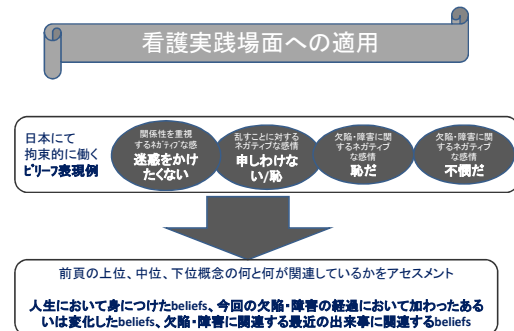 看護実践場面への適用
日本にて
拘束的に働く
ビリーフ表現例
関係性を重視
するネガティブな感
迷惑をかけ
たくない
乱すことに対する
ネガティブな感情
申しわけな
い/恥
欠陥・障害に関
するネガティブ
な感情
恥だ
欠陥・障害に関
するネガティブ
な感情
不憫だ
前頁の上位、中位、下位概念の何と何が関連しているかをアセスメント
人生において身につけたbeliefs、今回の欠陥・障害の経過において加わったある
いは変化したbeliefs、欠陥・障害に関連する最近の出来事に関連するbeliefs